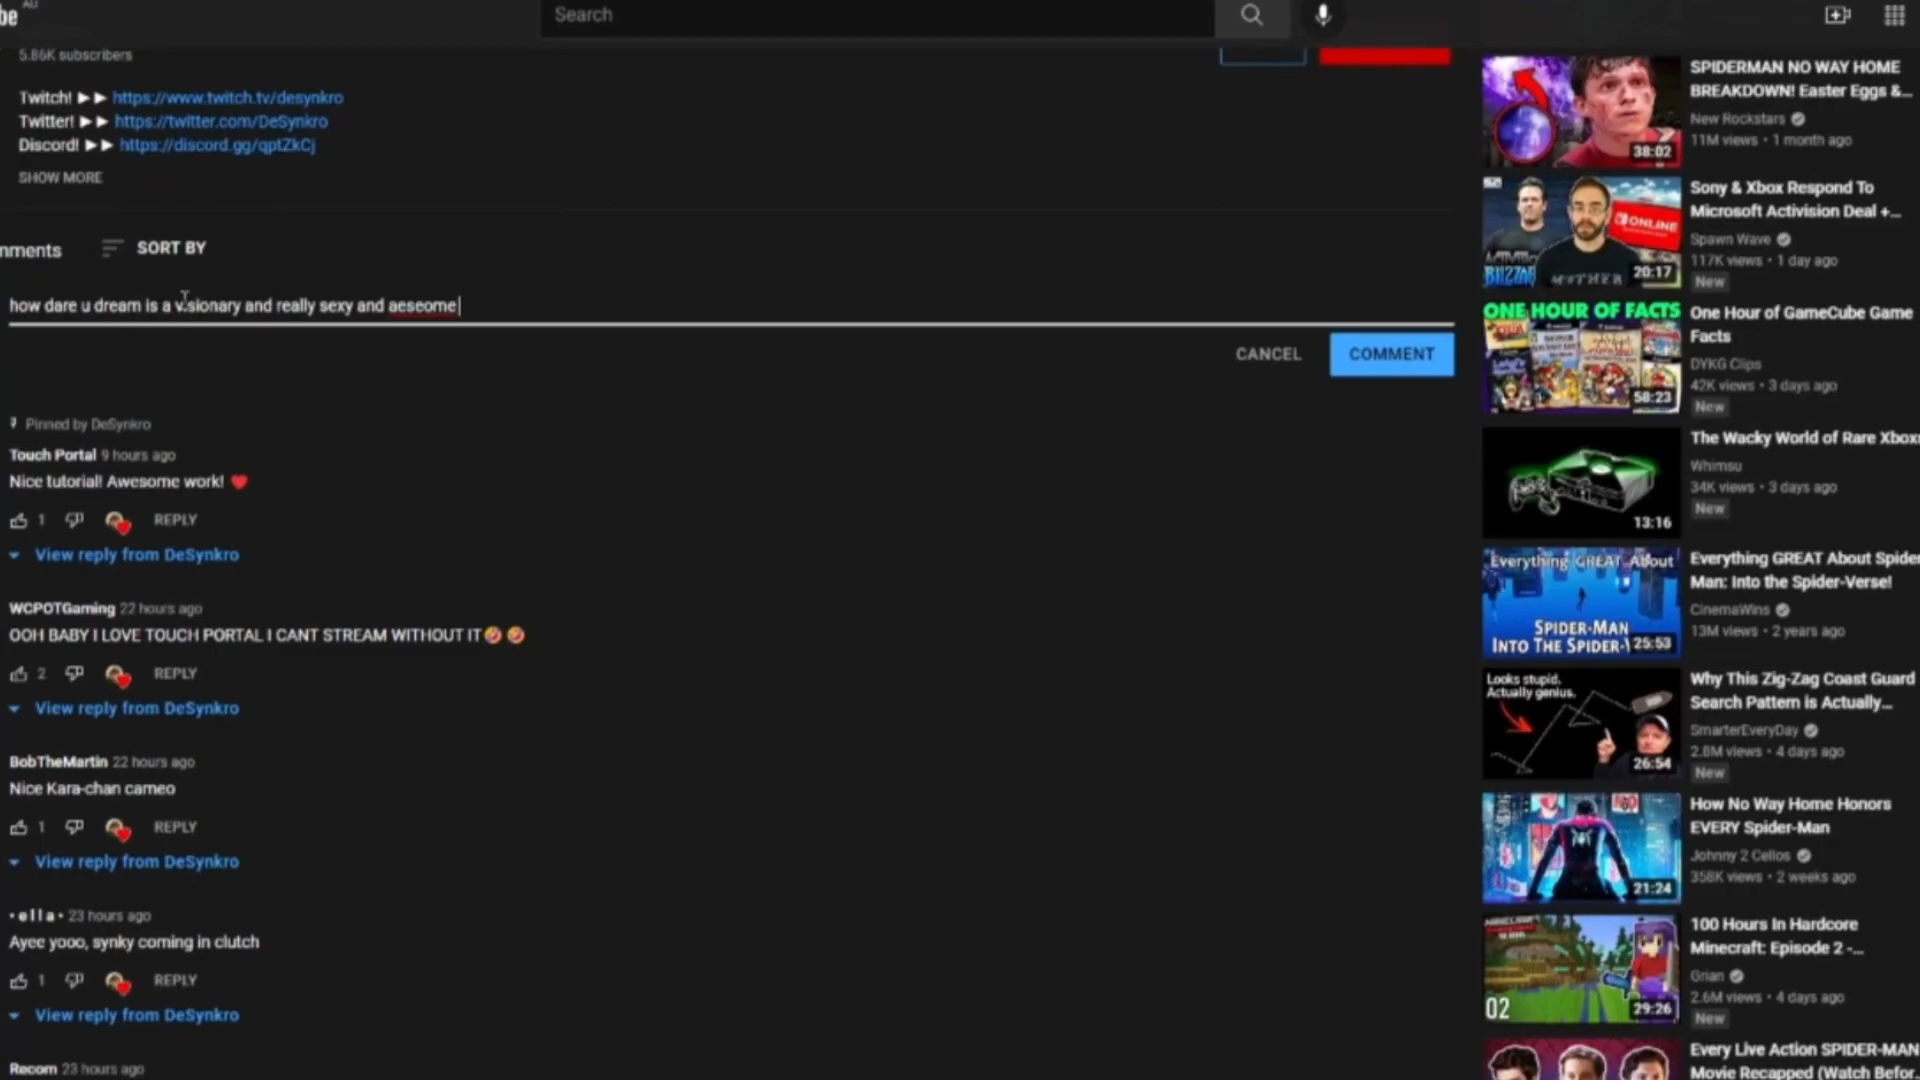 be
AU
Search
5.86K subscribers
Twitch! ►► https://www.twitch.tv/desynkro
Twitter! ►► https://twitter.com/DeSynkro
Discord! ►► https://discord.gg/qptZkCj
SHOW MORE
nments
SORT BY
how dare u dream is a visionary and really sexy and aeseome
CANCEL
COMMENT
Pinned by DeSynkro
Touch Portal 9 hours ago
Nice tutorial! Awesome work! ♥
1 REPLY
View reply from DeSynkro
WCPOTGaming 22 hours ago
OOH BABY I LOVE TOUCH PORTAL I CANT STREAM WITHOUT IT🤣🤣
2 REPLY
View reply from DeSynkro
BobTheMartin 22 hours ago
Nice Kara-chan cameo
1 REPLY
View reply from DeSynkro
• e l l a • 23 hours ago
Ayee yooo, synky coming in clutch
1 REPLY
View reply from DeSynkro
Recom 23 hours ago
38:02
SPIDERMAN NO WAY HOME
BREAKDOWN! Easter Eggs &...
New Rockstars
11M views • 1 month ago
ONLINE
ACTIVISION
BLIZZAR
MOTHER
20:17
Sony & Xbox Respond To
Microsoft Activision Deal +...
Spawn Wave
117K views • 1 day ago
New
ONE HOUR OF FACTS
58:23
One Hour of GameCube Game
Facts
DYKG Clips
42K views • 3 days ago
New
13:16
The Wacky World of Rare Xbox
Whimsu
34K views • 3 days ago
New
Everything GREAT About
SPIDER-MAN
INTO THE SPIDER-V
25:53
Everything GREAT About Spider
Man: Into the Spider-Verse!
CinemaWins
13M views • 2 years ago
Looks stupid.
Actually genius.
26:54
Why This Zig-Zag Coast Guard
Search Pattern is Actually...
SmarterEveryDay
2.8M views • 4 days ago
New
21:24
How No Way Home Honors
EVERY Spider-Man
Johnny 2 Cellos
358K views • 2 weeks ago
02
29:26
100 Hours In Hardcore
Minecraft: Episode 2 -...
Grian
2.6M views • 4 days ago
New
Every Live Action SPIDER-MAN
Movie Recapped (Watch Befor...